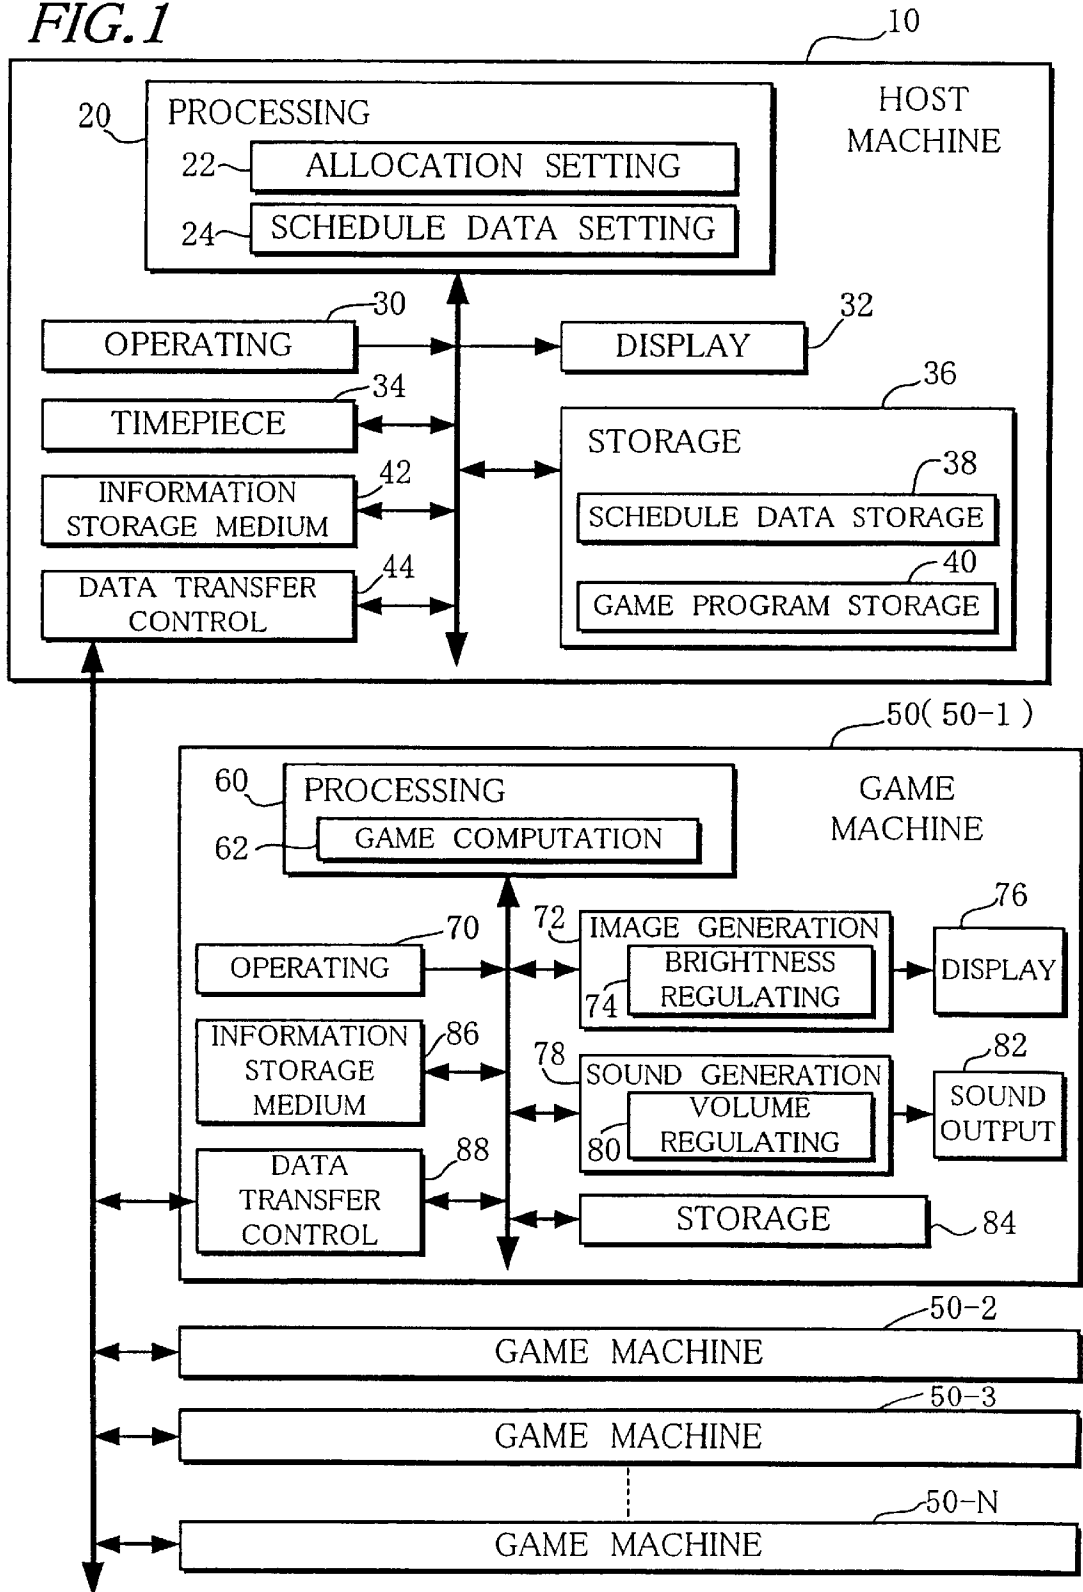 FIG. 1
10
HOST
MACHINE
20
PROCESSING
22
ALLOCATION SETTING
24
SCHEDULE DATA SETTING
30
OPERATING
32
DISPLAY
34
TIMEPIECE
36
STORAGE
42
INFORMATION
STORAGE MEDIUM
38
SCHEDULE DATA STORAGE
44
DATA TRANSFER
CONTROL
40
GAME PROGRAM STORAGE
50(50-1)
GAME
MACHINE
60
PROCESSING
62
GAME COMPUTATION
70
OPERATING
72
IMAGE GENERATION
74
BRIGHTNESS
REGULATING
76
DISPLAY
86
INFORMATION
STORAGE
MEDIUM
78
SOUND GENERATION
80
VOLUME
REGULATING
82
SOUND
OUTPUT
88
DATA
TRANSFER
CONTROL
STORAGE
84
50-2
GAME MACHINE
50-3
GAME MACHINE
50-N
GAME MACHINE